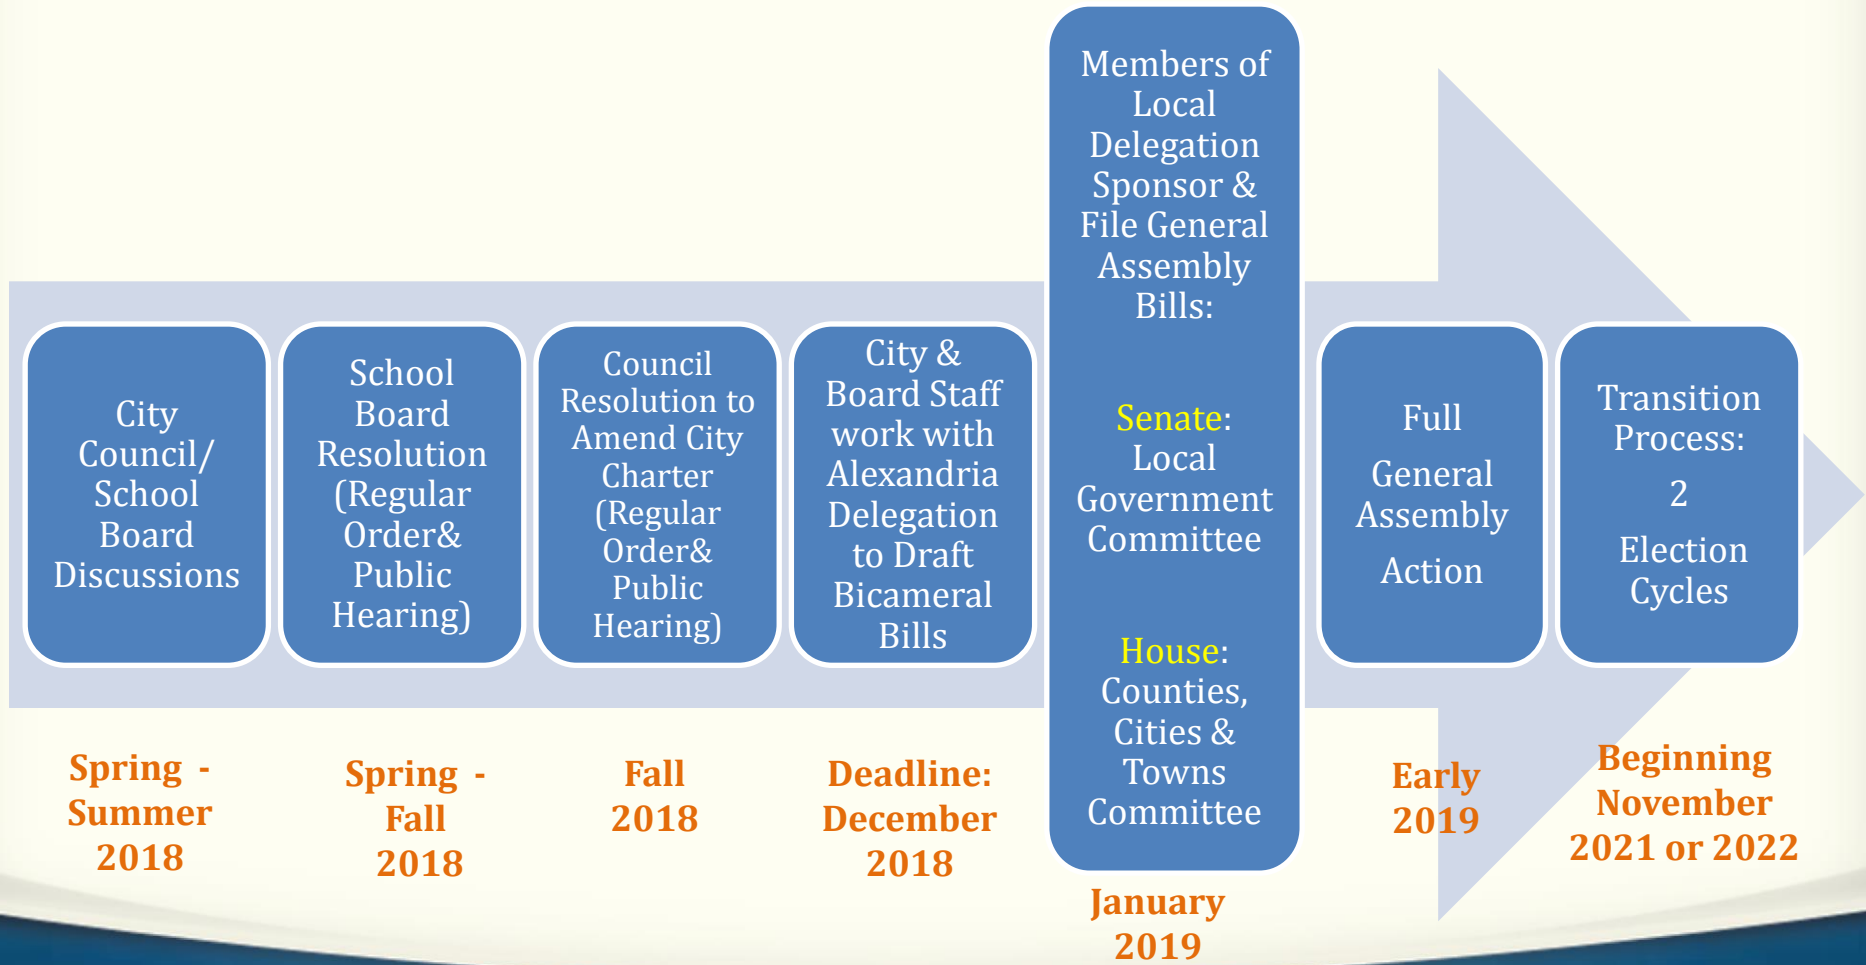 City
Council/
School
Board
Discussions
Spring -
Summer
2018
School
Board
Resolution
(Regular
Order&
Public
Hearing)
Spring -
Fall
2018
Council
Resolution to
Amend City
Charter
(Regular
Order&
Public
Hearing)
Fall
2018
City &
Board Staff
work with
Alexandria
Delegation
to Draft
Bicameral
Bills
Deadline:
December
2018
Members of
Local
Delegation
Sponsor &
File General
Assembly
Bills:
Senate:
Local
Government
Committee
House:
Counties,
Cities &
Towns
Committee
January
2019
Full
General
Assembly
Action
Early
2019
Transition
Process:
2
Election
Cycles
Beginning
November
2021 or 2022